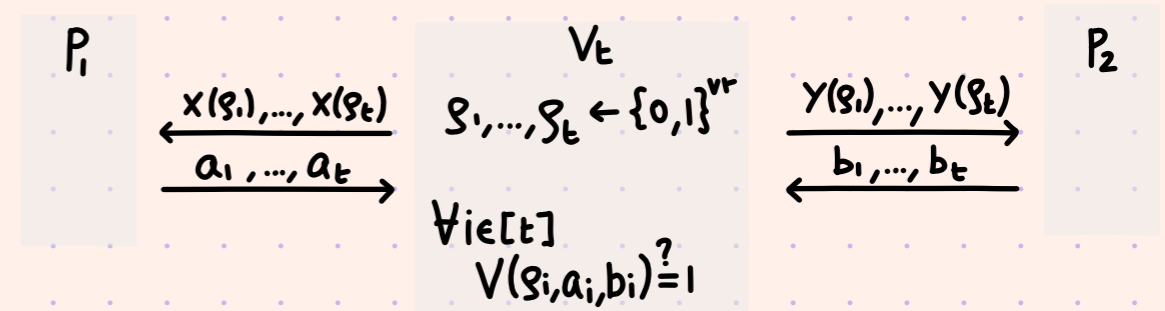 P₁
Vₜ
P₂
X(ρ₁),..., X(ρₜ)
ρ₁,...,ρₜ ← {0,1}^vr
Y(ρ₁),..., Y(ρₜ)
a₁,..., aₜ
b₁,..., bₜ
∀i∈[t]
V(ρᵢ,aᵢ,bᵢ) ≟ 1